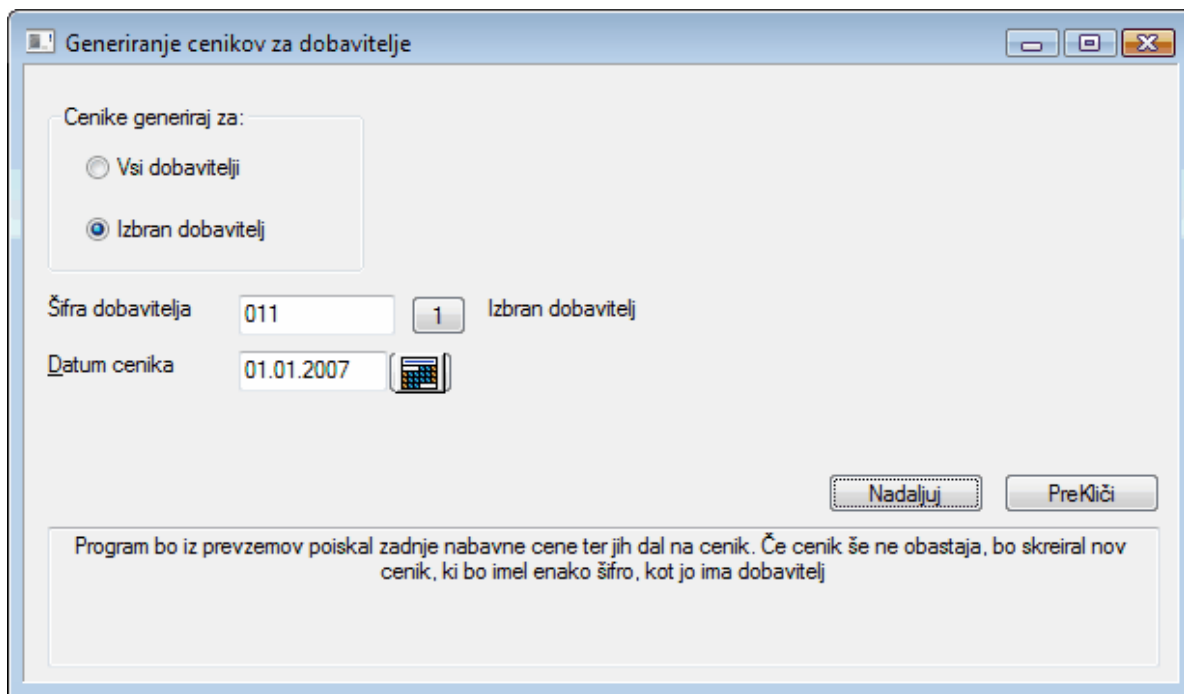 Generiranje cenikov za dobavitelje
Cenike generiraj za:
Vsi dobavitelji
Izbran dobavitelj
Šifra dobavitelja 011 1 Izbran dobavitelj
Datum cenika 01.01.2007
Nadaljuj PreKliči
Program bo iz prevzemov poiskal zadnje nabavne cene ter jih dal na cenik. Če cenik še ne obastaja, bo skreiral nov
cenik, ki bo imel enako šifro, kot jo ima dobavitelj